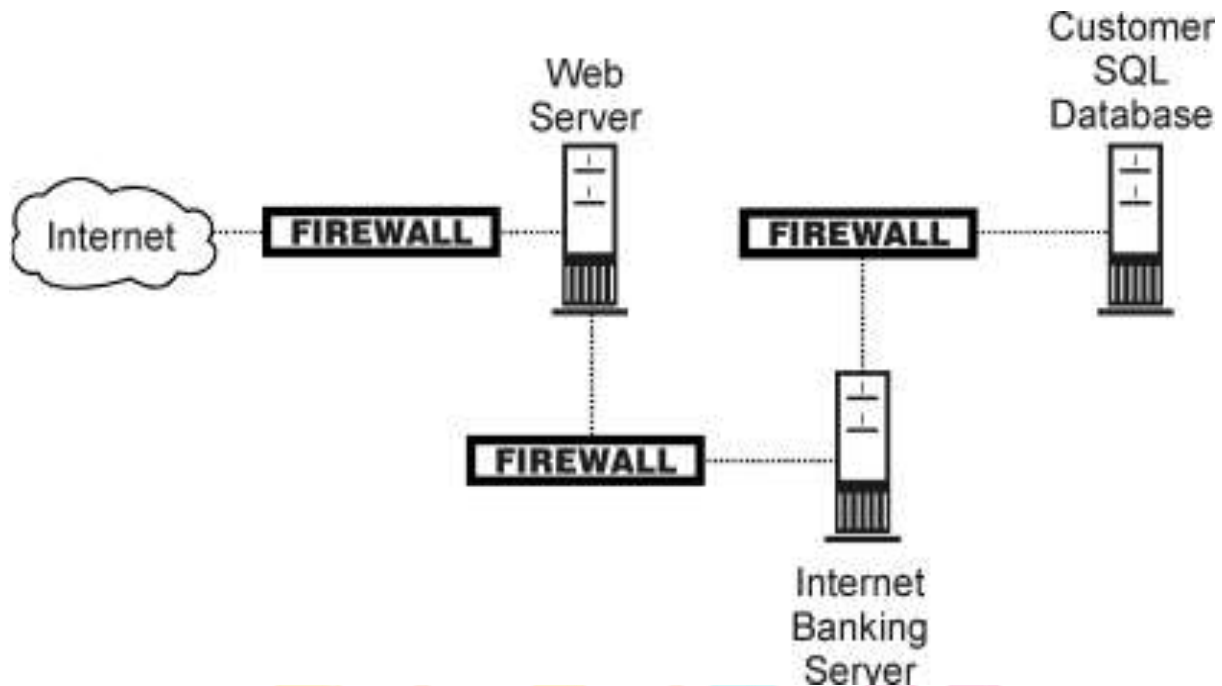 Customer
SQL
Database
Web
Server
Internet
FIREWALL
FIREWALL
FIREWALL
Internet
Banking
Server